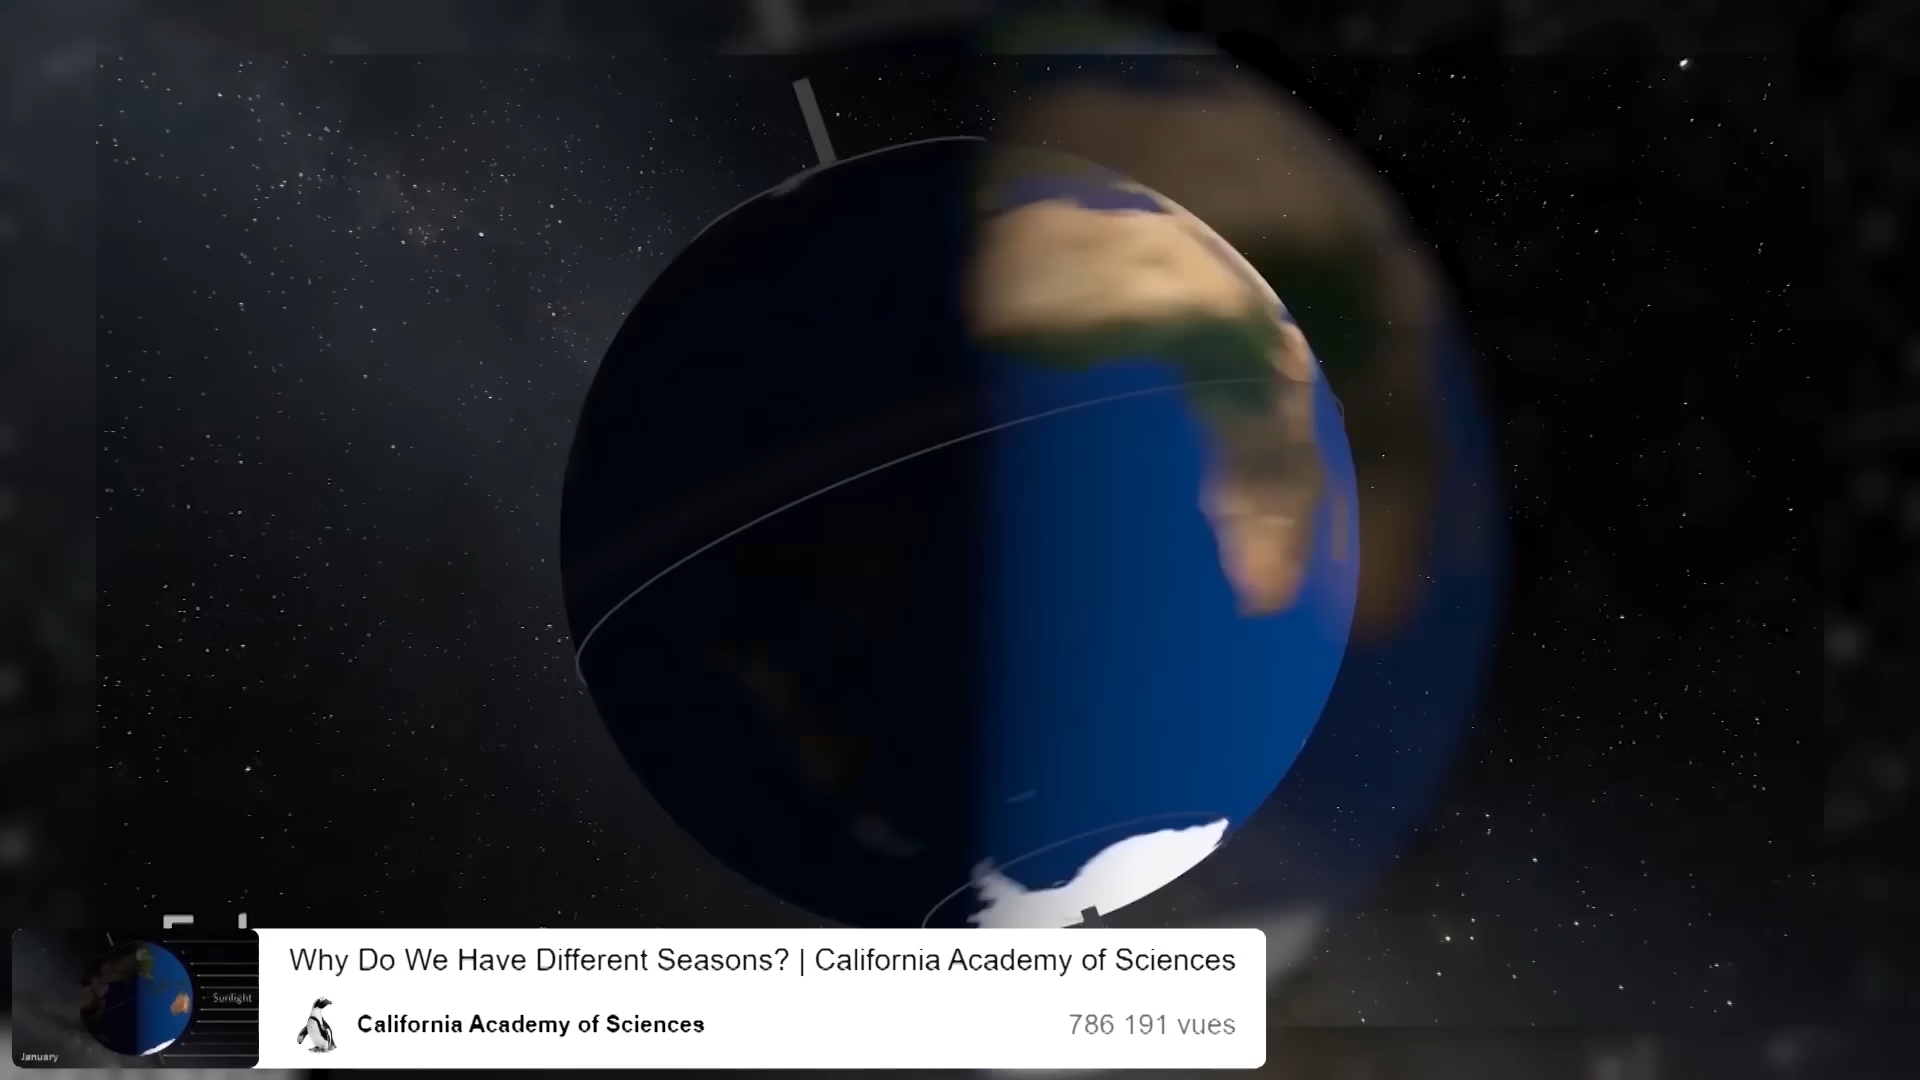 Why Do We Have Different Seasons? | California Academy of Sciences
California Academy of Sciences
786 191 vues
Sunlight
January